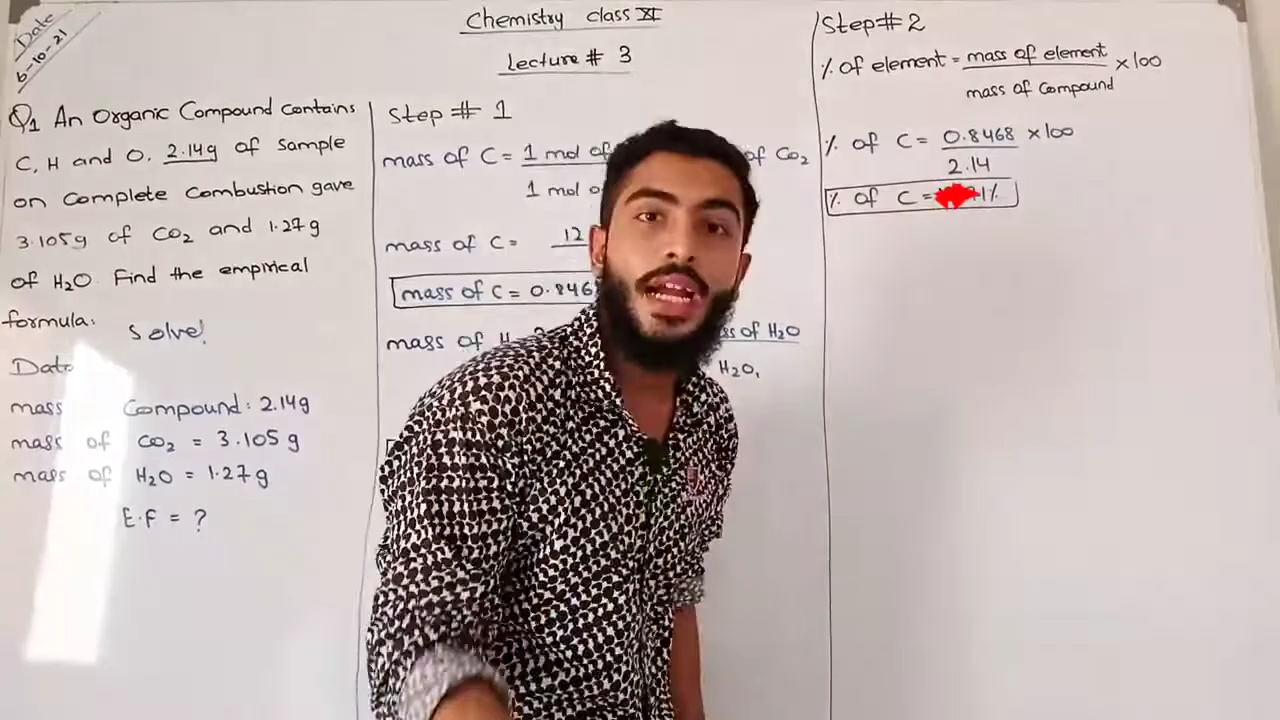 Date
6-10-21
Chemistry class XI
Lecture # 3
Q1 An Organic Compound contains
C, H and O. 2.14g of sample
on complete combustion gave
3.105g of CO2 and 1.27g
of H2O. Find the empirical
formula:
Solve!
Data
mass Compound: 2.14g
mass of CO2 = 3.105g
mass of H2O = 1.27g
E.F = ?
Step # 1
mass of C = 1 mol of of CO2
1 mol o
mass of C = 12
mass of C = 0.846
mass of H of H2O
H2O,
Step # 2
% of element = mass of element × 100
mass of Compound
% of C = 0.8468 × 100
2.14
% of C = 1%